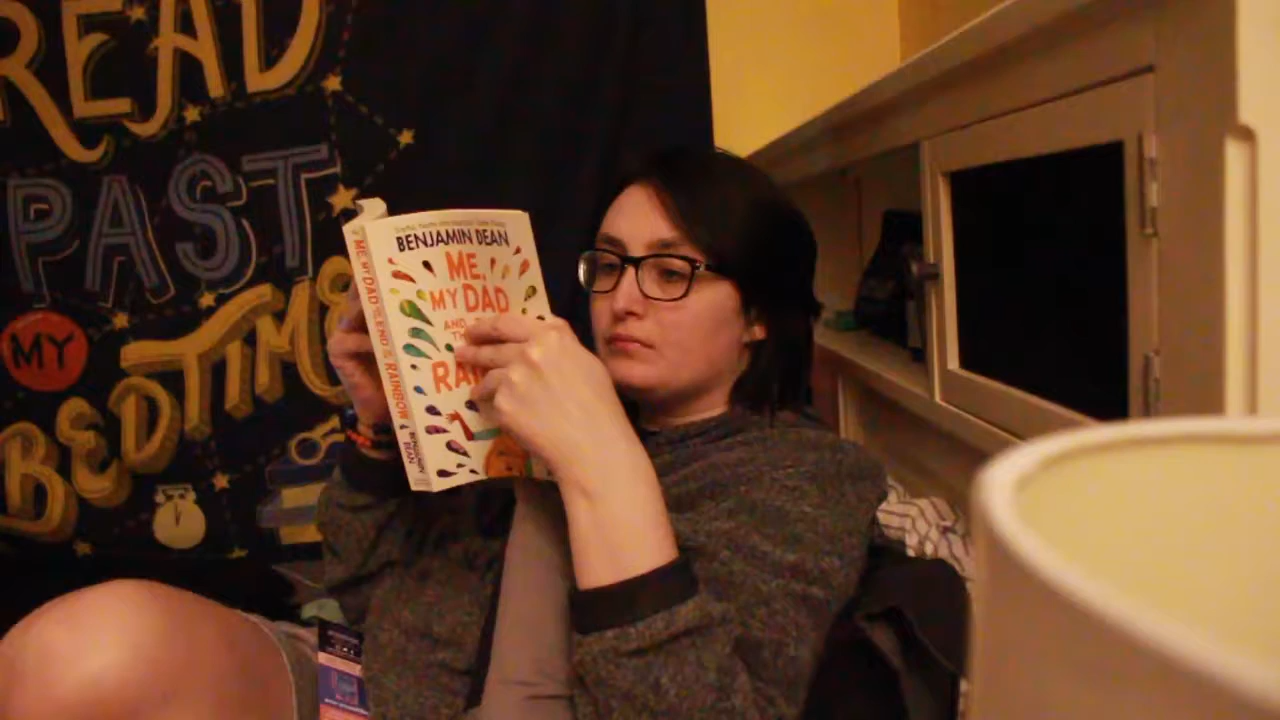 READ
PAST
MY
BEDTIME
BENJAMIN DEAN
ME,
MY DAD
AND
RAI
ME, MY DAD AND THE END OF THE RAINBOW
BENJAMIN DEAN